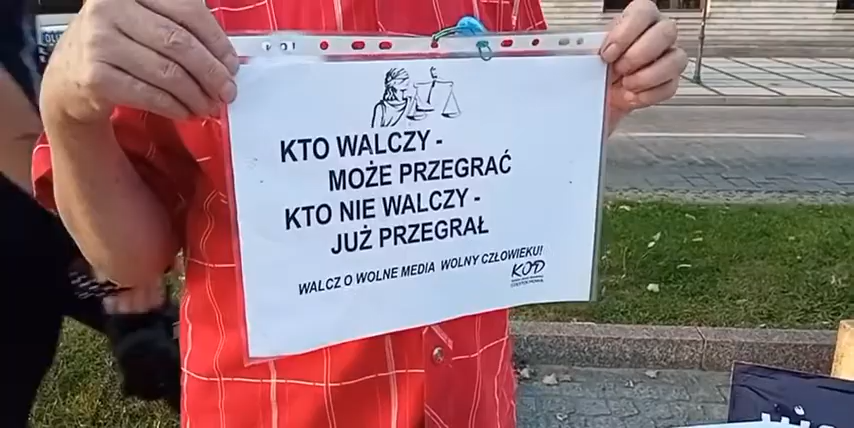 KTO WALCZY -
MOŻE PRZEGRAĆ
KTO NIE WALCZY -
JUŻ PRZEGRAŁ
WALCZ O WOLNE MEDIA WOLNY CZŁOWIEKU!
KOD